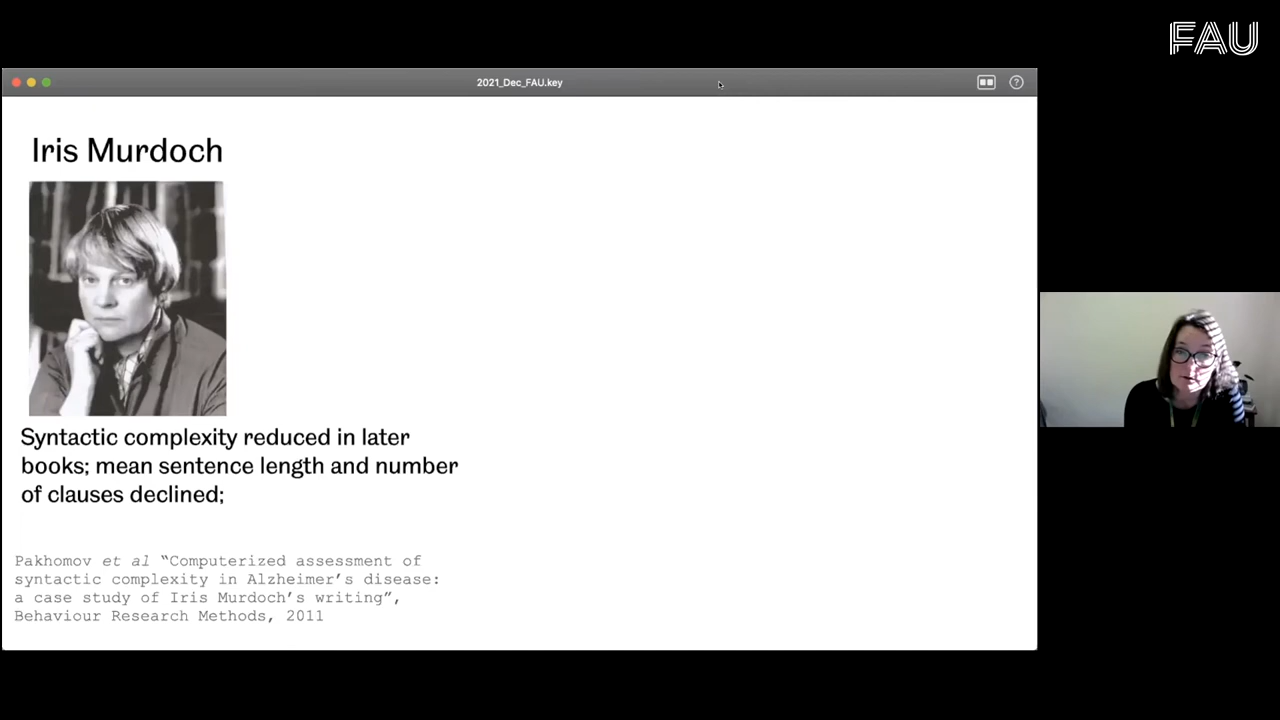 FAU
2021_Dec_FAU.key
Iris Murdoch
Syntactic complexity reduced in later
books; mean sentence length and number
of clauses declined;
Pakhomov et al “Computerized assessment of
syntactic complexity in Alzheimer’s disease:
a case study of Iris Murdoch’s writing”,
Behaviour Research Methods, 2011